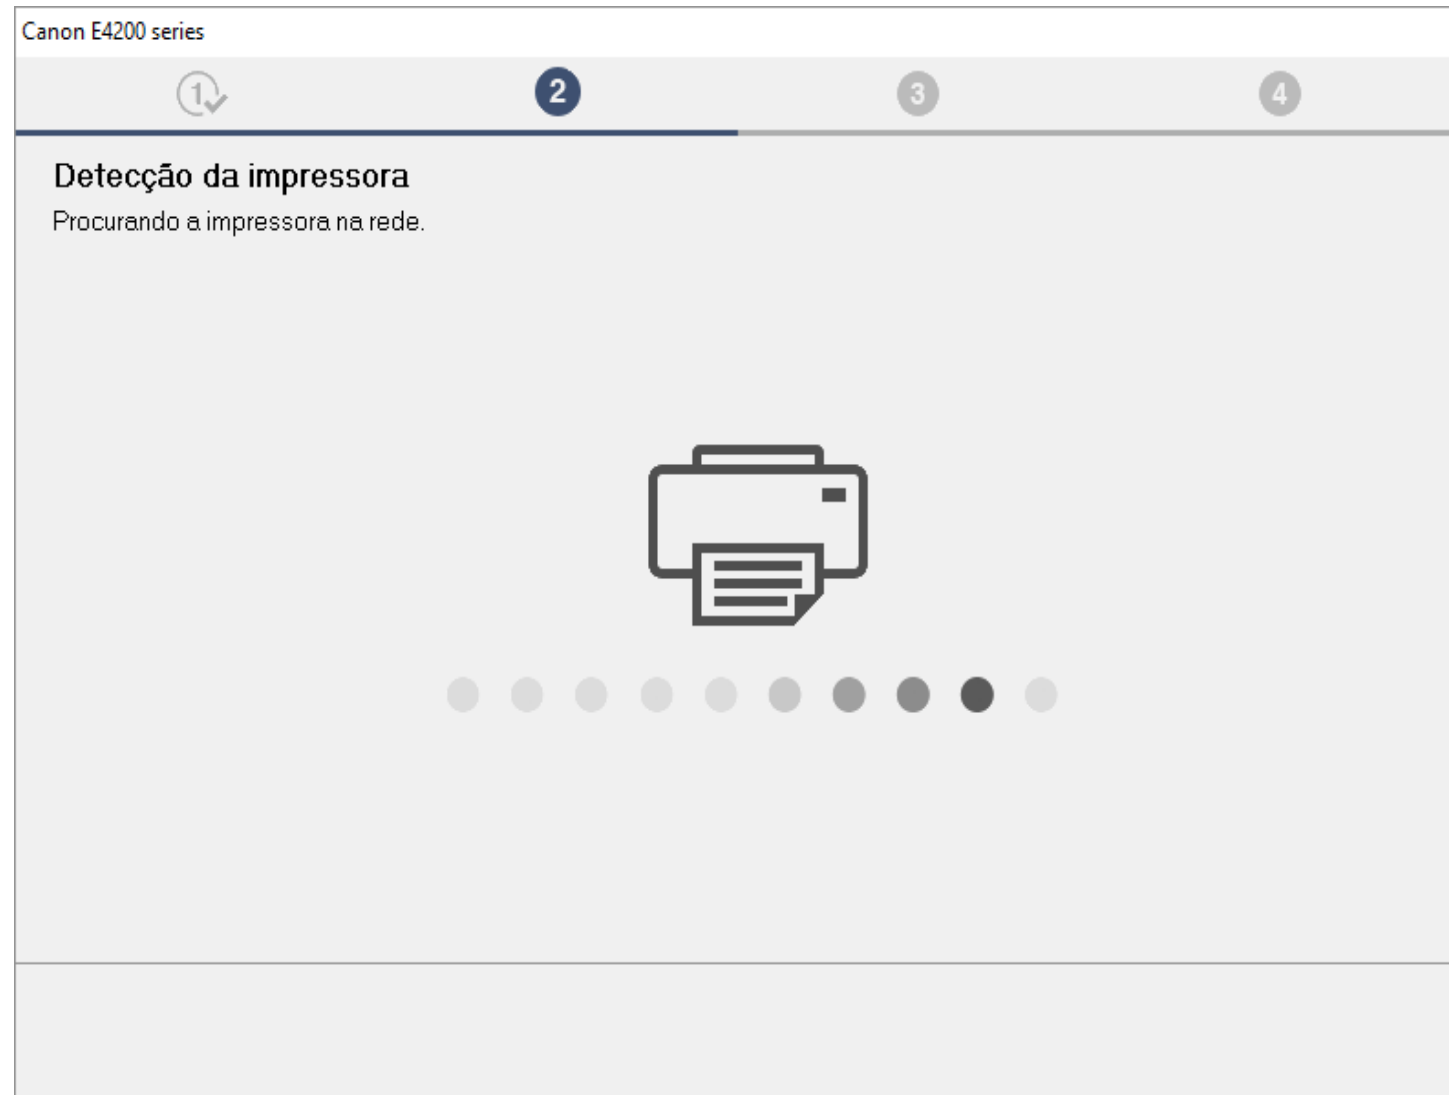 Canon E4200 series
1
2
3
4
Detecção da impressora
Procurando a impressora na rede.